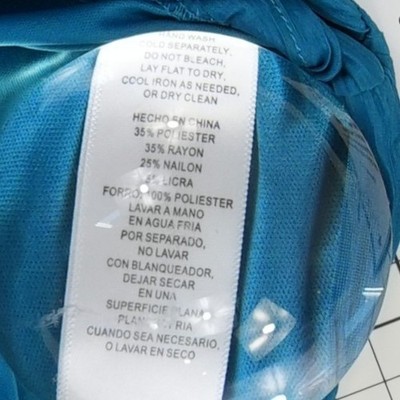 HAND WASH
COLD SEPARATELY.
DO NOT BLEACH,
LAY FLAT TO DRY,
COOL IRON AS NEEDED,
OR DRY CLEAN
HECHO EN CHINA
35% POLIESTER
35% RAYON
25% NAILON
LICRA
FORRO: 100% POLIESTER
LAVAR A MANO
EN AGUA FRIA
POR SEPARADO,
NO LAVAR
CON BLANQUEADOR,
DEJAR SECAR
EN UNA
SUPERFICIE PLANA
CUANDO SEA NECESARIO,
O LAVAR EN SECO